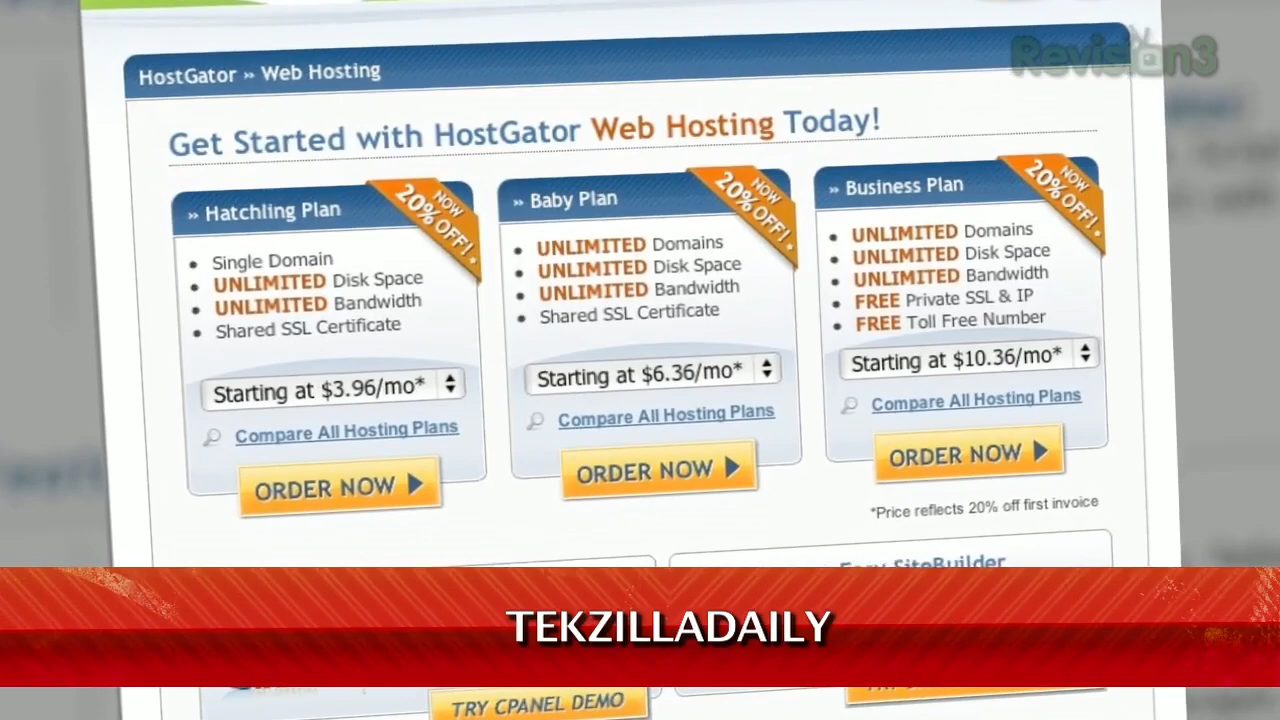 Revision3
HostGator » Web Hosting
Get Started with HostGator Web Hosting Today!
» Hatchling Plan
NOW
20% OFF!
Single Domain
UNLIMITED Disk Space
UNLIMITED Bandwidth
Shared SSL Certificate
Starting at $3.96/mo*
Compare All Hosting Plans
ORDER NOW
» Baby Plan
NOW
20% OFF!
UNLIMITED Domains
UNLIMITED Disk Space
UNLIMITED Bandwidth
Shared SSL Certificate
Starting at $6.36/mo*
Compare All Hosting Plans
ORDER NOW
» Business Plan
NOW
20% OFF!
UNLIMITED Domains
UNLIMITED Disk Space
UNLIMITED Bandwidth
FREE Private SSL & IP
FREE Toll Free Number
Starting at $10.36/mo*
Compare All Hosting Plans
ORDER NOW
*Price reflects 20% off first invoice
Easy SiteBuilder
TEKZILLADAILY
TRY CPANEL DEMO